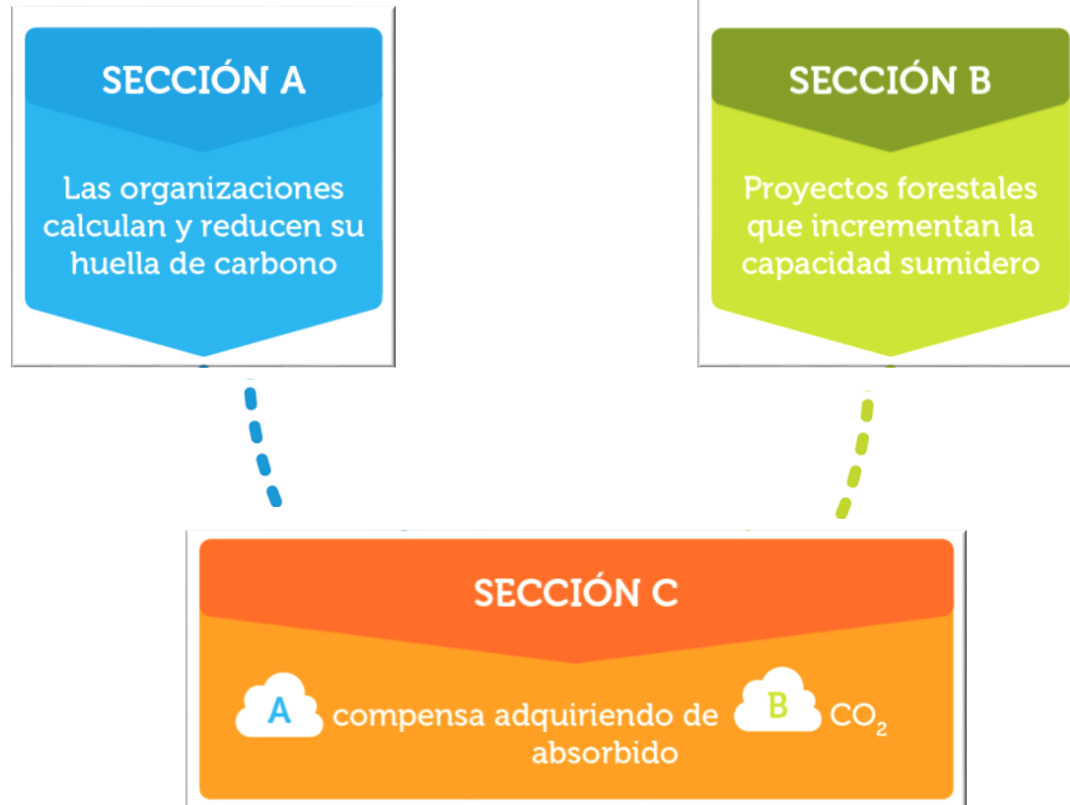 SECCIÓN A
Las organizaciones
calculan y reducen su
huella de carbono
SECCIÓN B
Proyectos forestales
que incrementan la
capacidad sumidero
SECCIÓN C
A compensa adquiriendo de B CO₂
absorbido